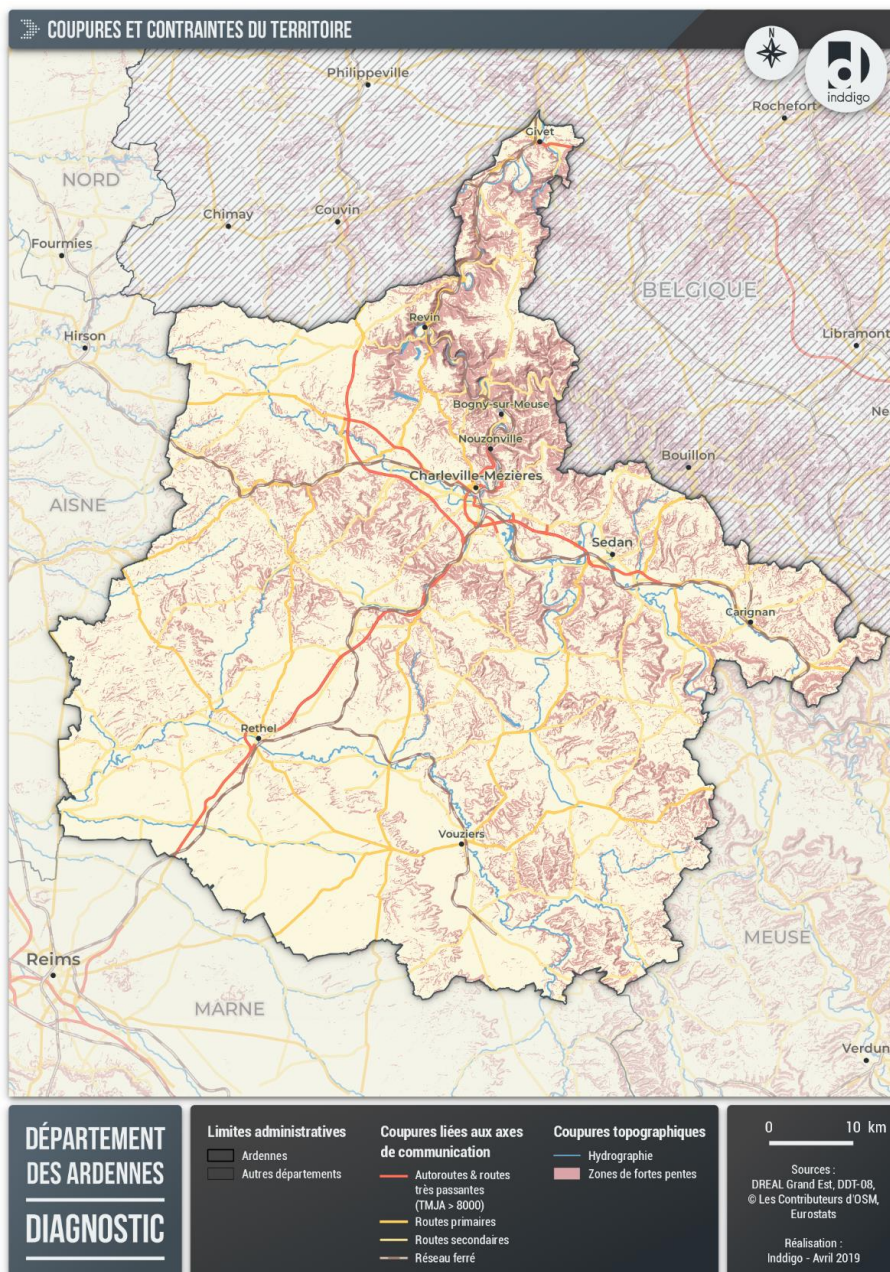 COUPURES ET CONTRAINTES DU TERRITOIRE
N
inddigo
Philippeville
Rochefort
Givet
NORD
Chimay
Couvin
Fourmies
BELGIQUE
Revin
Hirson
Libramont
Bogny-sur-Meuse
Ne
Nouzonville
Bouillon
Charleville-Mézières
AISNE
Sedan
Carignan
Rethel
Vouziers
MEUSE
Reims
MARNE
Verdun
DÉPARTEMENT
DES ARDENNES
DIAGNOSTIC
Limites administratives
Ardennes
Autres départements
Coupures liées aux axes
de communication
Autoroutes & routes
très passantes
(TMJA > 8000)
Routes primaires
Routes secondaires
Réseau ferré
Coupures topographiques
Hydrographie
Zones de fortes pentes
0 10 km
Sources :
DREAL Grand Est, DDT-08,
© Les Contributeurs d'OSM,
Eurostats
Réalisation :
Inddigo - Avril 2019